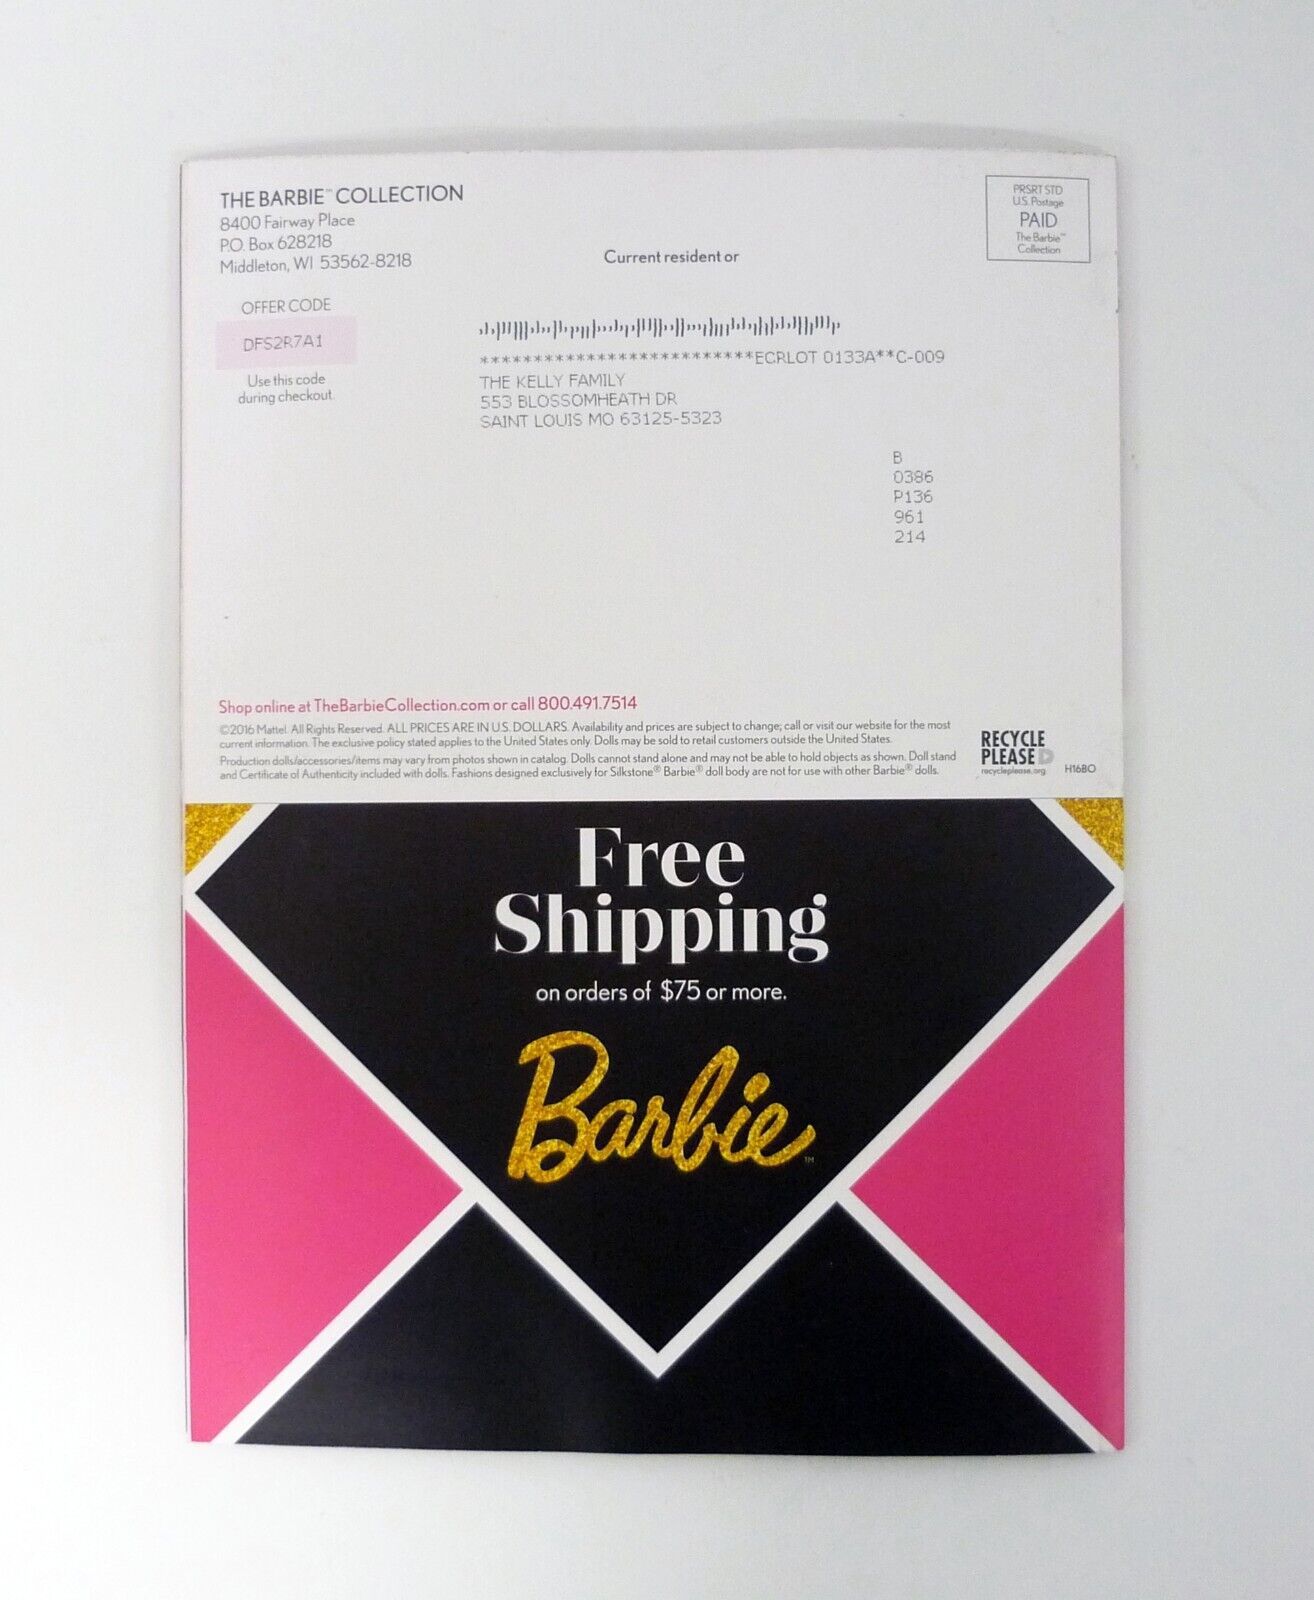 THE BARBIE™ COLLECTION
8400 Fairway Place
P.O. Box 628218
Middleton, WI 53562-8218
PRSRT STD
U.S. Postage
PAID
The Barbie™
Collection
Current resident or
OFFER CODE
DFS2R7A1
Use this code
during checkout.
**************************ECRLOT 0133A**C-009
THE KELLY FAMILY
553 BLOSSOMHEATH DR
SAINT LOUIS MO 63125-5323
B
0386
P136
961
214
Shop online at TheBarbieCollection.com or call 800.491.7514
©2016 Mattel. All Rights Reserved. ALL PRICES ARE IN U.S. DOLLARS. Availability and prices are subject to change; call or visit our website for the most
current information. The exclusive policy stated applies to the United States only. Dolls may be sold to retail customers outside the United States.
Production dolls/accessories/items may vary from photos shown in catalog. Dolls cannot stand alone and may not be able to hold objects as shown. Doll stand
and Certificate of Authenticity included with dolls. Fashions designed exclusively for Silkstone® Barbie® doll body are not for use with other Barbie® dolls.
RECYCLE
PLEASED
recycleplease.org
H16BO
Free
Shipping
on orders of $75 or more.
Barbie™